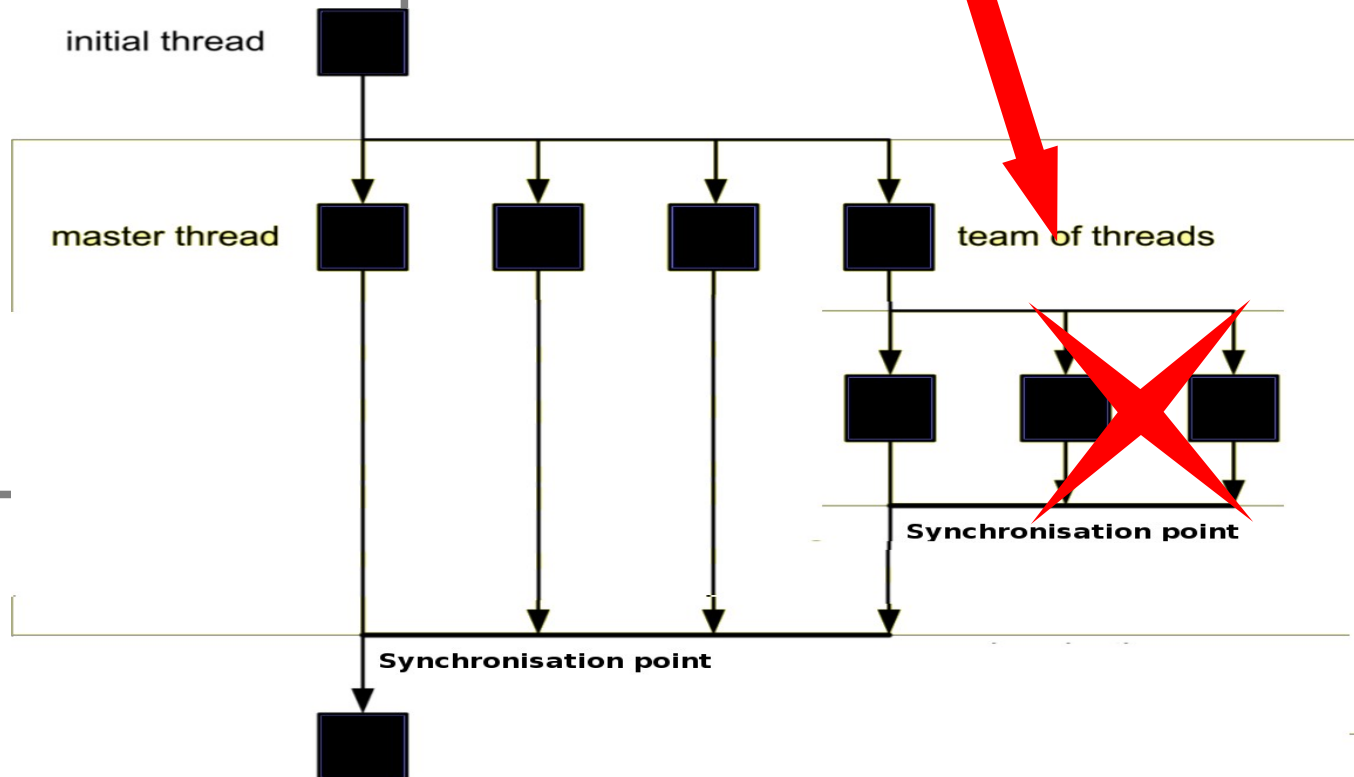 initial thread
master thread
team of threads
Synchronisation point
Synchronisation point